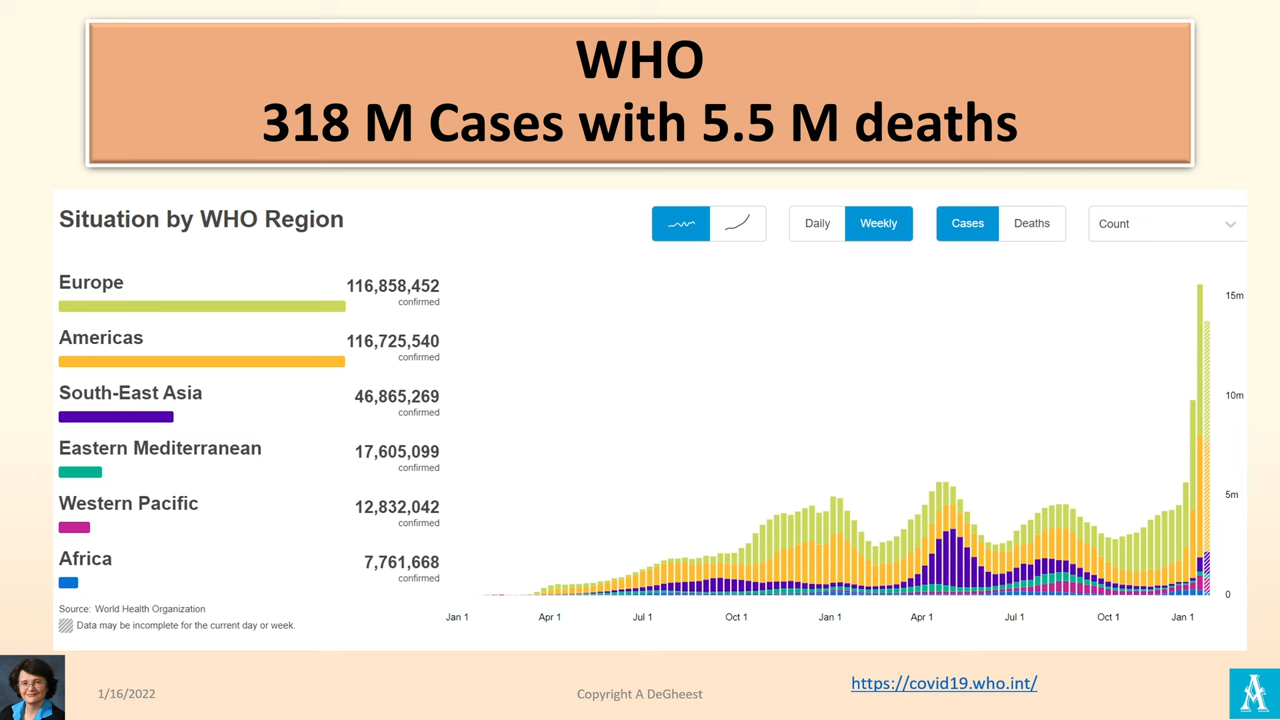 WHO
318 M Cases with 5.5 M deaths
Situation by WHO Region
Daily
Weekly
Cases
Deaths
Count
Europe
116,858,452
confirmed
Americas
116,725,540
confirmed
South-East Asia
46,865,269
confirmed
Eastern Mediterranean
17,605,099
confirmed
Western Pacific
12,832,042
confirmed
Africa
7,761,668
confirmed
Source: World Health Organization
Data may be incomplete for the current day or week.
15m
10m
5m
0
Jan 1
Apr 1
Jul 1
Oct 1
Jan 1
Apr 1
Jul 1
Oct 1
Jan 1
1/16/2022
Copyright A DeGheest
https://covid19.who.int/
A